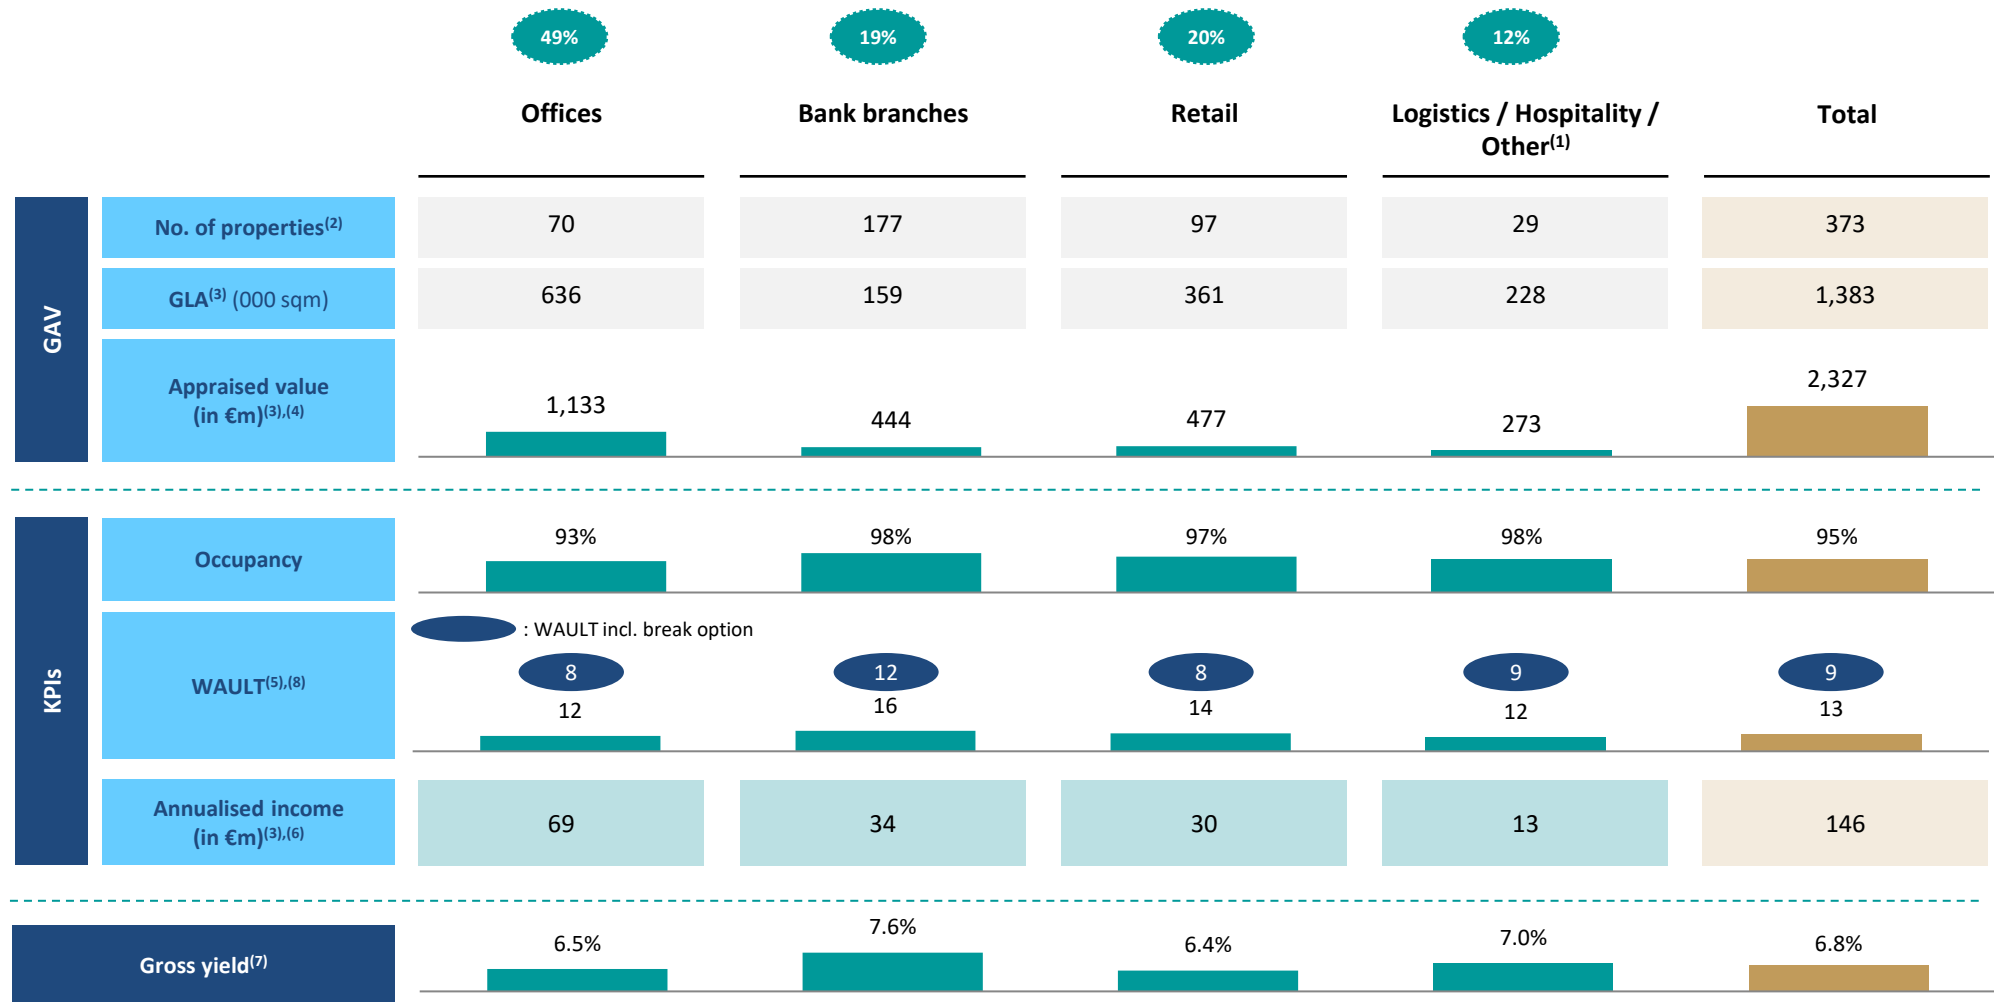 49% 19% 20% 12%
Offices Bank branches Retail Logistics / Hospitality / Total
Other(1)
GAV
No. of properties(2) 70 177 97 29 373
GLA(3) (000 sqm) 636 159 361 228 1,383
Appraised value
(in €m)(3),(4)
1,133 444 477 273 2,327
KPIs
Occupancy 93% 98% 97% 98% 95%
: WAULT incl. break option
WAULT(5),(8)
8 12 8 9 9
12 16 14 12 13
Annualised income
(in €m)(3),(6)
69 34 30 13 146
Gross yield(7) 6.5% 7.6% 6.4% 7.0% 6.8%